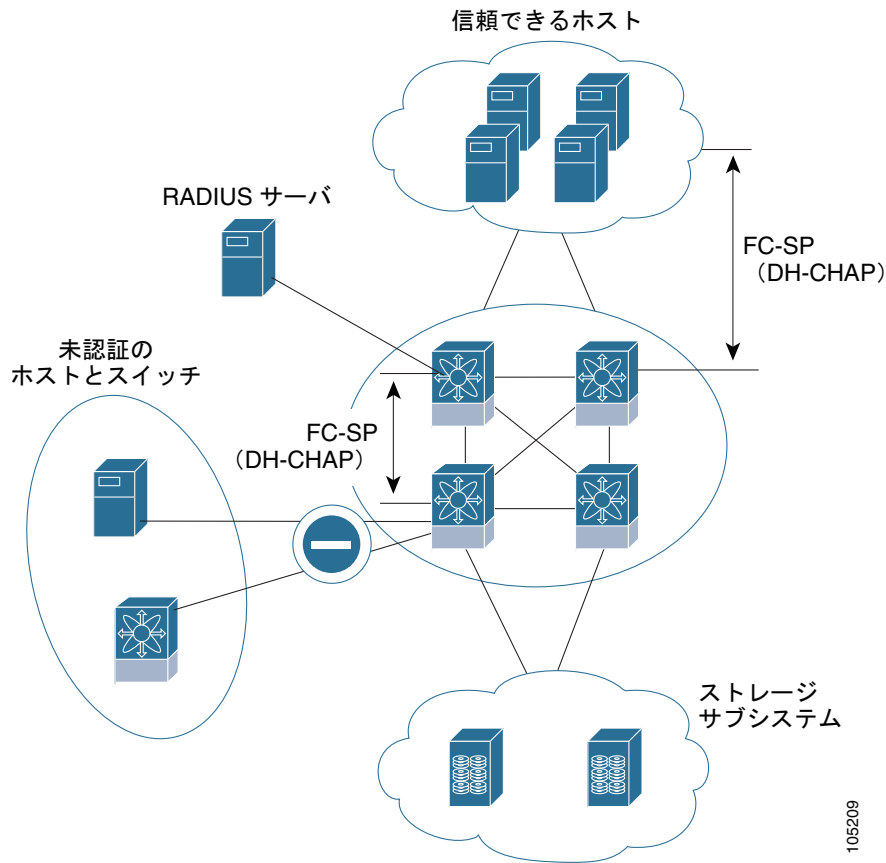 信頼できるホスト
RADIUS サーバ
FC-SP
（DH-CHAP）
未認証の
ホストとスイッチ
FC-SP
（DH-CHAP）
ストレージ
サブシステム
105209